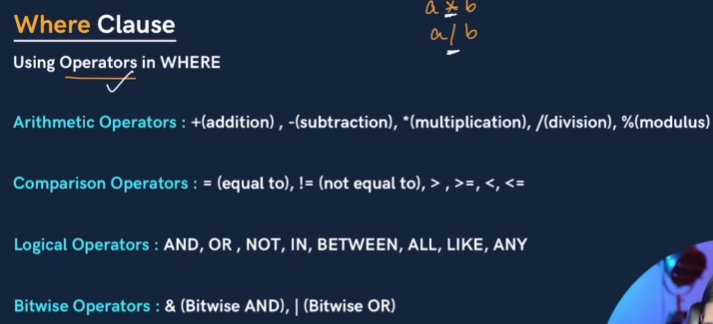 a * b
Where Clause
a/b
Using Operators in WHERE
Arithmetic Operators : +(addition) , -(subtraction), *(multiplication), /(division), %(modulus)
Comparison Operators : = (equal to), != (not equal to), > , >=, <, <=
Logical Operators : AND, OR , NOT, IN, BETWEEN, ALL, LIKE, ANY
Bitwise Operators : & (Bitwise AND), | (Bitwise OR)